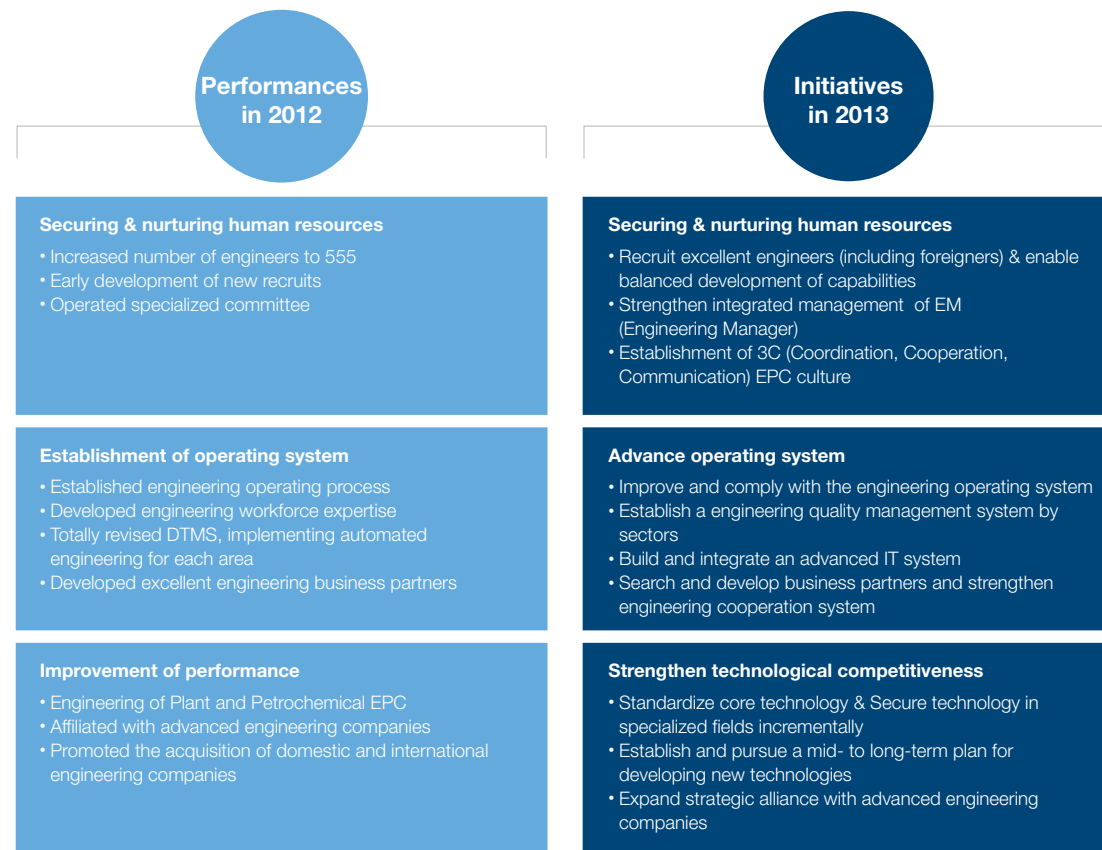 Performances
in 2012
Securing & nurturing human resources
• Increased number of engineers to 555
• Early development of new recruits
• Operated specialized committee
Establishment of operating system
• Established engineering operating process
• Developed engineering workforce expertise
• Totally revised DTMS, implementing automated
engineering for each area
• Developed excellent engineering business partners
Improvement of performance
• Engineering of Plant and Petrochemical EPC
• Affiliated with advanced engineering companies
• Promoted the acquisition of domestic and international
engineering companies
Initiatives
in 2013
Securing & nurturing human resources
• Recruit excellent engineers (including foreigners) & enable
balanced development of capabilities
• Strengthen integrated management of EM
(Engineering Manager)
• Establishment of 3C (Coordination, Cooperation,
Communication) EPC culture
Advance operating system
• Improve and comply with the engineering operating system
• Establish a engineering quality management system by
sectors
• Build and integrate an advanced IT system
• Search and develop business partners and strengthen
engineering cooperation system
Strengthen technological competitiveness
• Standardize core technology & Secure technology in
specialized fields incrementally
• Establish and pursue a mid- to long-term plan for
developing new technologies
• Expand strategic alliance with advanced engineering
companies